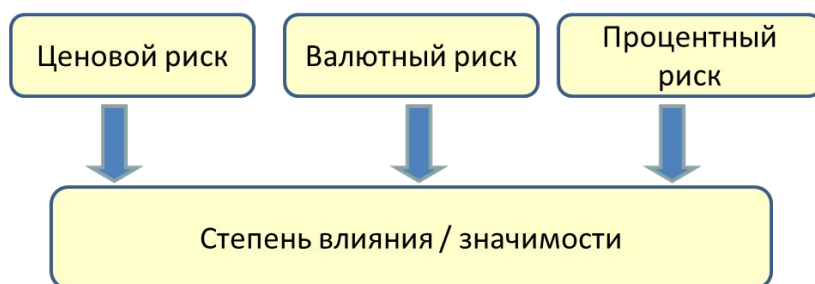 Ценовой риск
Валютный риск
Процентный
риск
Степень влияния / значимости